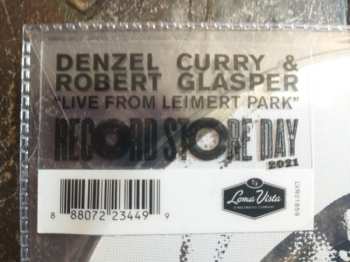 DENZEL CURRY &
ROBERT GLASPER
"LIVE FROM LEIMERT PARK"
RECORD STORE DAY
2021
8 88072 23449 9
Loma Vista